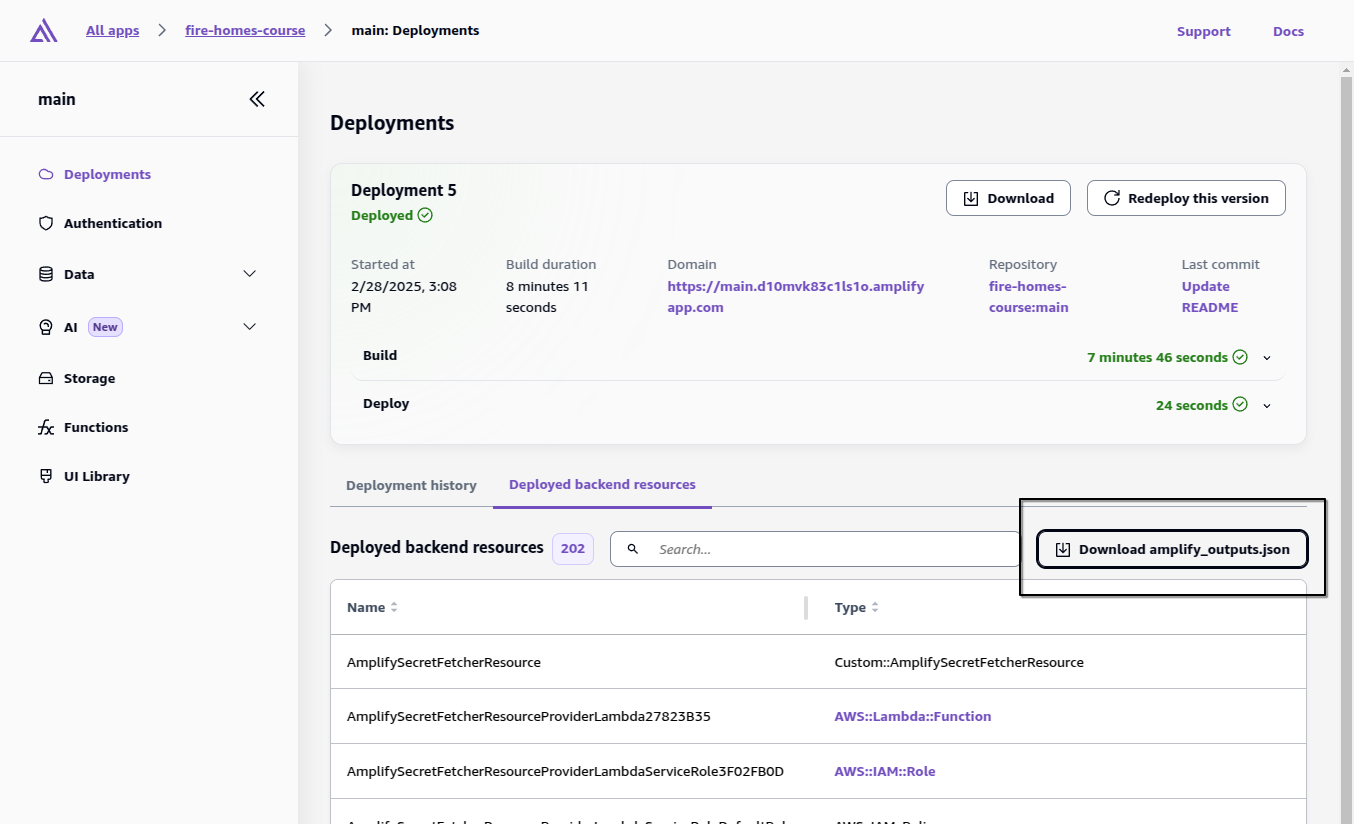 All apps
fire-homes-course
main: Deployments
Support
Docs
main
Deployments
Authentication
Data
AI New
Storage
Functions
UI Library
Deployments
Deployment 5
Deployed
Download
Redeploy this version
Started at
2/28/2025, 3:08
PM
Build duration
8 minutes 11
seconds
Domain
https://main.d10mvk83c1ls1o.amplify
app.com
Repository
fire-homes-
course:main
Last commit
Update
README
Build
7 minutes 46 seconds
Deploy
24 seconds
Deployment history
Deployed backend resources
Deployed backend resources 202
Search...
Download amplify_outputs.json
Name
Type
AmplifySecretFetcherResource
Custom::AmplifySecretFetcherResource
AmplifySecretFetcherResourceProviderLambda27823B35
AWS::Lambda::Function
AmplifySecretFetcherResourceProviderLambdaServiceRole3F02FB0D
AWS::IAM::Role